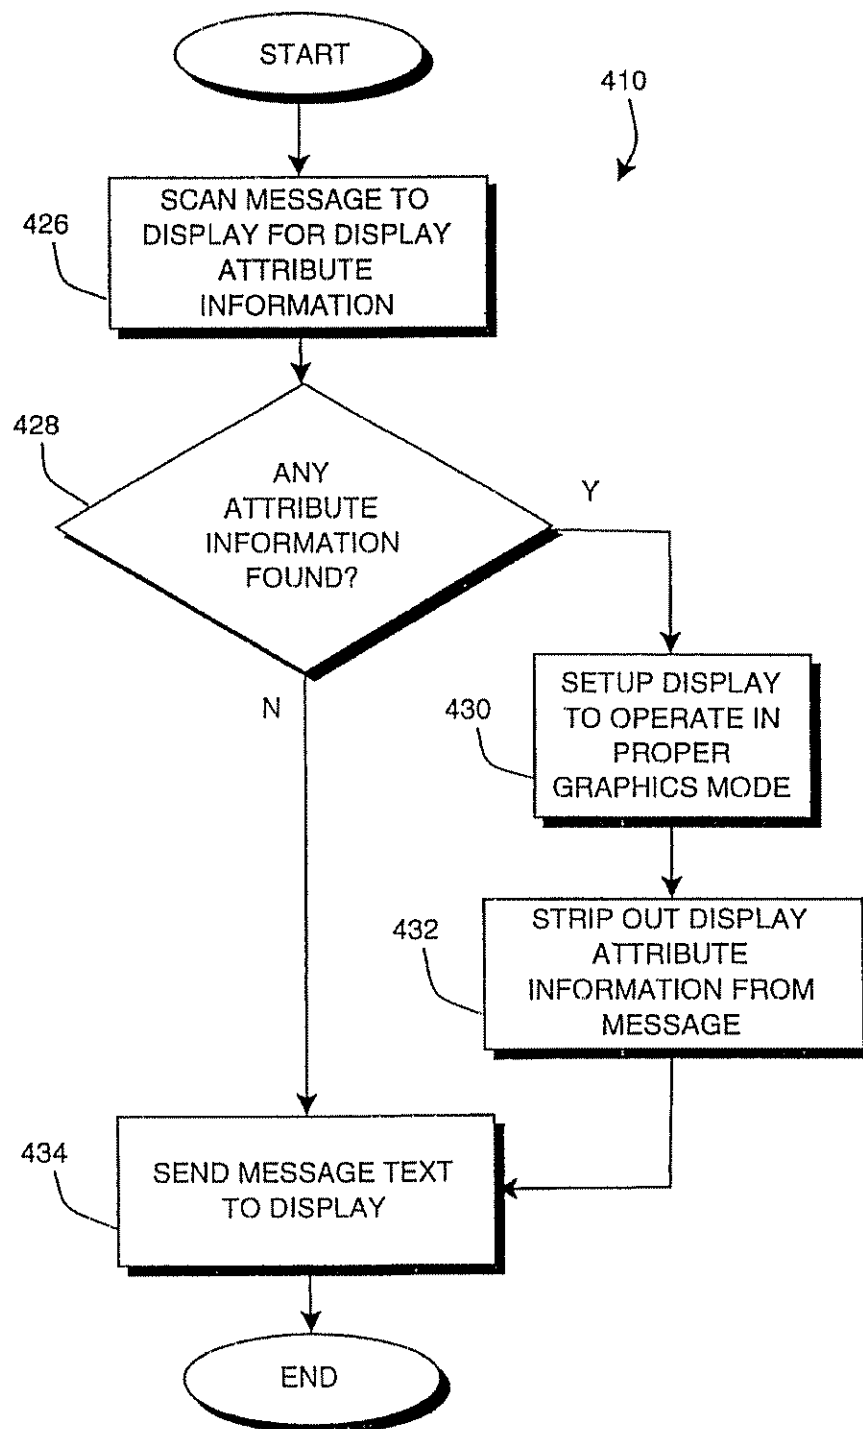 START
410
SCAN MESSAGE TO
DISPLAY FOR DISPLAY
ATTRIBUTE
INFORMATION
426
428
ANY
ATTRIBUTE
INFORMATION
FOUND?
Y
N
SETUP DISPLAY
TO OPERATE IN
PROPER
GRAPHICS MODE
430
STRIP OUT DISPLAY
ATTRIBUTE
INFORMATION FROM
MESSAGE
432
434
SEND MESSAGE TEXT
TO DISPLAY
END